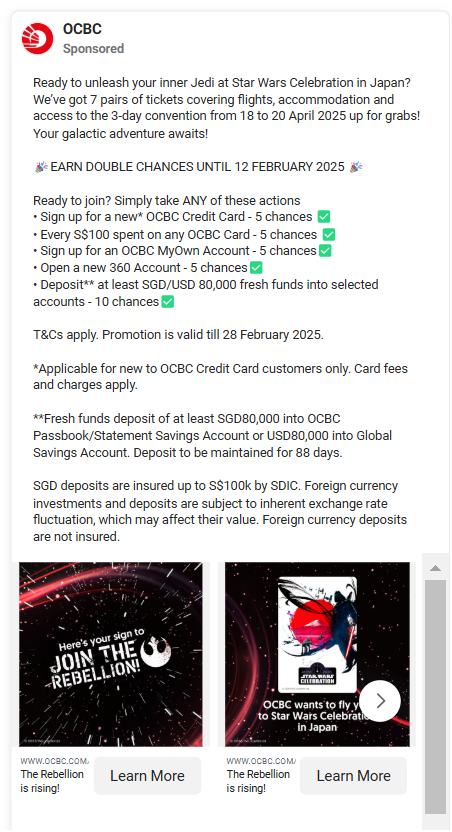 OCBC
Sponsored
Ready to unleash your inner Jedi at Star Wars Celebration in Japan?
We've got 7 pairs of tickets covering flights, accommodation and
access to the 3-day convention from 18 to 20 April 2025 up for grabs!
Your galactic adventure awaits!
🎉 EARN DOUBLE CHANCES UNTIL 12 FEBRUARY 2025 🎉
Ready to join? Simply take ANY of these actions
• Sign up for a new* OCBC Credit Card - 5 chances ✅
• Every S$100 spent on any OCBC Card - 5 chances ✅
• Sign up for an OCBC MyOwn Account - 5 chances✅
• Open a new 360 Account - 5 chances✅
• Deposit** at least SGD/USD 80,000 fresh funds into selected
accounts - 10 chances✅
T&Cs apply. Promotion is valid till 28 February 2025.
*Applicable for new to OCBC Credit Card customers only. Card fees
and charges apply.
**Fresh funds deposit of at least SGD80,000 into OCBC
Passbook/Statement Savings Account or USD80,000 into Global
Savings Account. Deposit to be maintained for 88 days.
SGD deposits are insured up to S$100k by SDIC. Foreign currency
investments and deposits are subject to inherent exchange rate
fluctuation, which may affect their value. Foreign currency deposits
are not insured.
Here's your sign to
JOIN THE
REBELLION!
STAR WARS
CELEBRATION
OCBC wants to fly
to Star Wars
in Japan
WWW.OCBC.COM/
The Rebellion
is rising!
Learn More
WWW.OCBC.COM/
The Rebellion
is rising!
Learn More